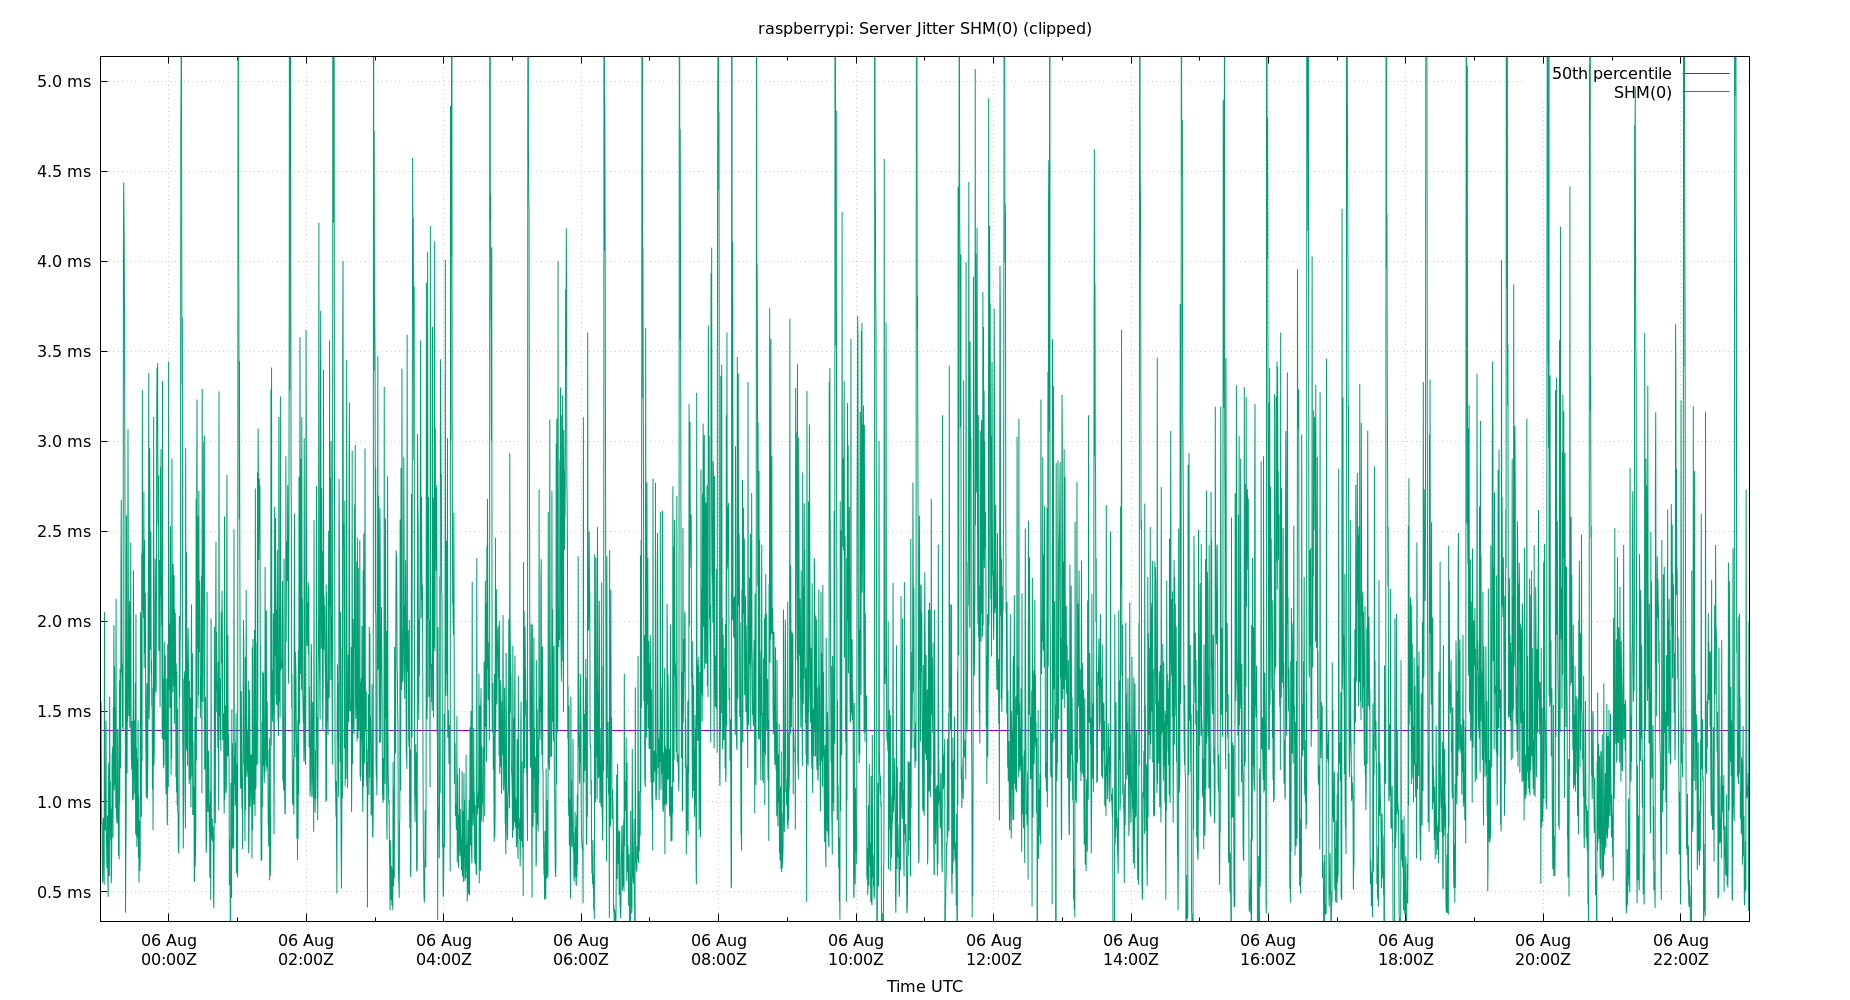 raspberrypi: Server Jitter SHM(0) (clipped)
50th percentile
SHM(0)
5.0 ms
4.5 ms
4.0 ms
3.5 ms
3.0 ms
2.5 ms
2.0 ms
1.5 ms
1.0 ms
0.5 ms
06 Aug 06 Aug 06 Aug 06 Aug 06 Aug 06 Aug 06 Aug 06 Aug 06 Aug 06 Aug 06 Aug 06 Aug
00:00Z 02:00Z 04:00Z 06:00Z 08:00Z 10:00Z 12:00Z 14:00Z 16:00Z 18:00Z 20:00Z 22:00Z
Time UTC